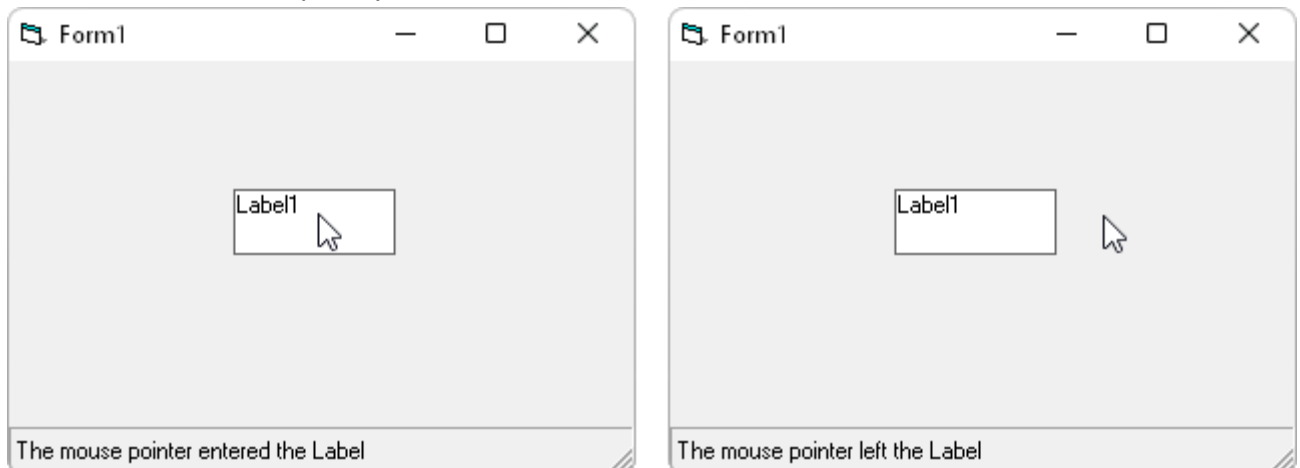 Form1
Label1
The mouse pointer entered the Label
Form1
Label1
The mouse pointer left the Label